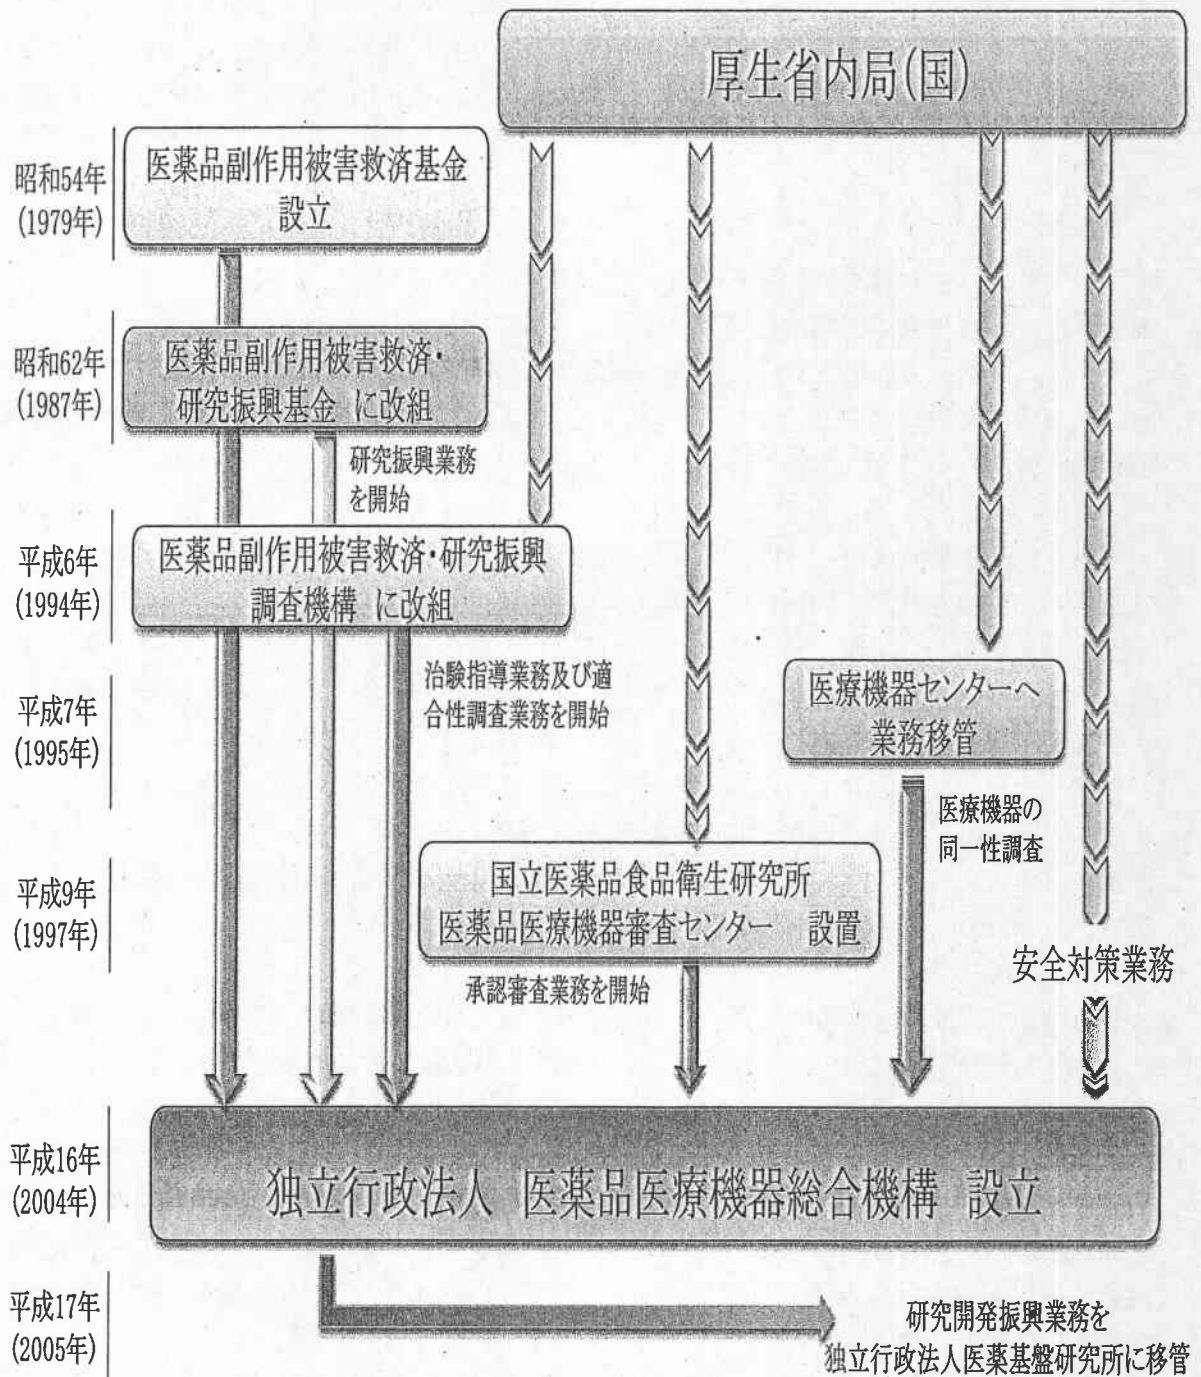 厚生省内局(国)
昭和54年
(1979年)
医薬品副作用被害救済基金
設立
昭和62年
(1987年)
医薬品副作用被害救済・
研究振興基金 に改組
研究振興業務
を開始
平成6年
(1994年)
医薬品副作用被害救済・研究振興
調査機構 に改組
治験指導業務及び適
合性調査業務を開始
平成7年
(1995年)
医療機器センターへ
業務移管
医療機器の
同一性調査
平成9年
(1997年)
国立医薬品食品衛生研究所
医薬品医療機器審査センター 設置
承認審査業務を開始
安全対策業務
平成16年
(2004年)
独立行政法人 医薬品医療機器総合機構 設立
平成17年
(2005年)
研究開発振興業務を
独立行政法人医薬基盤研究所に移管